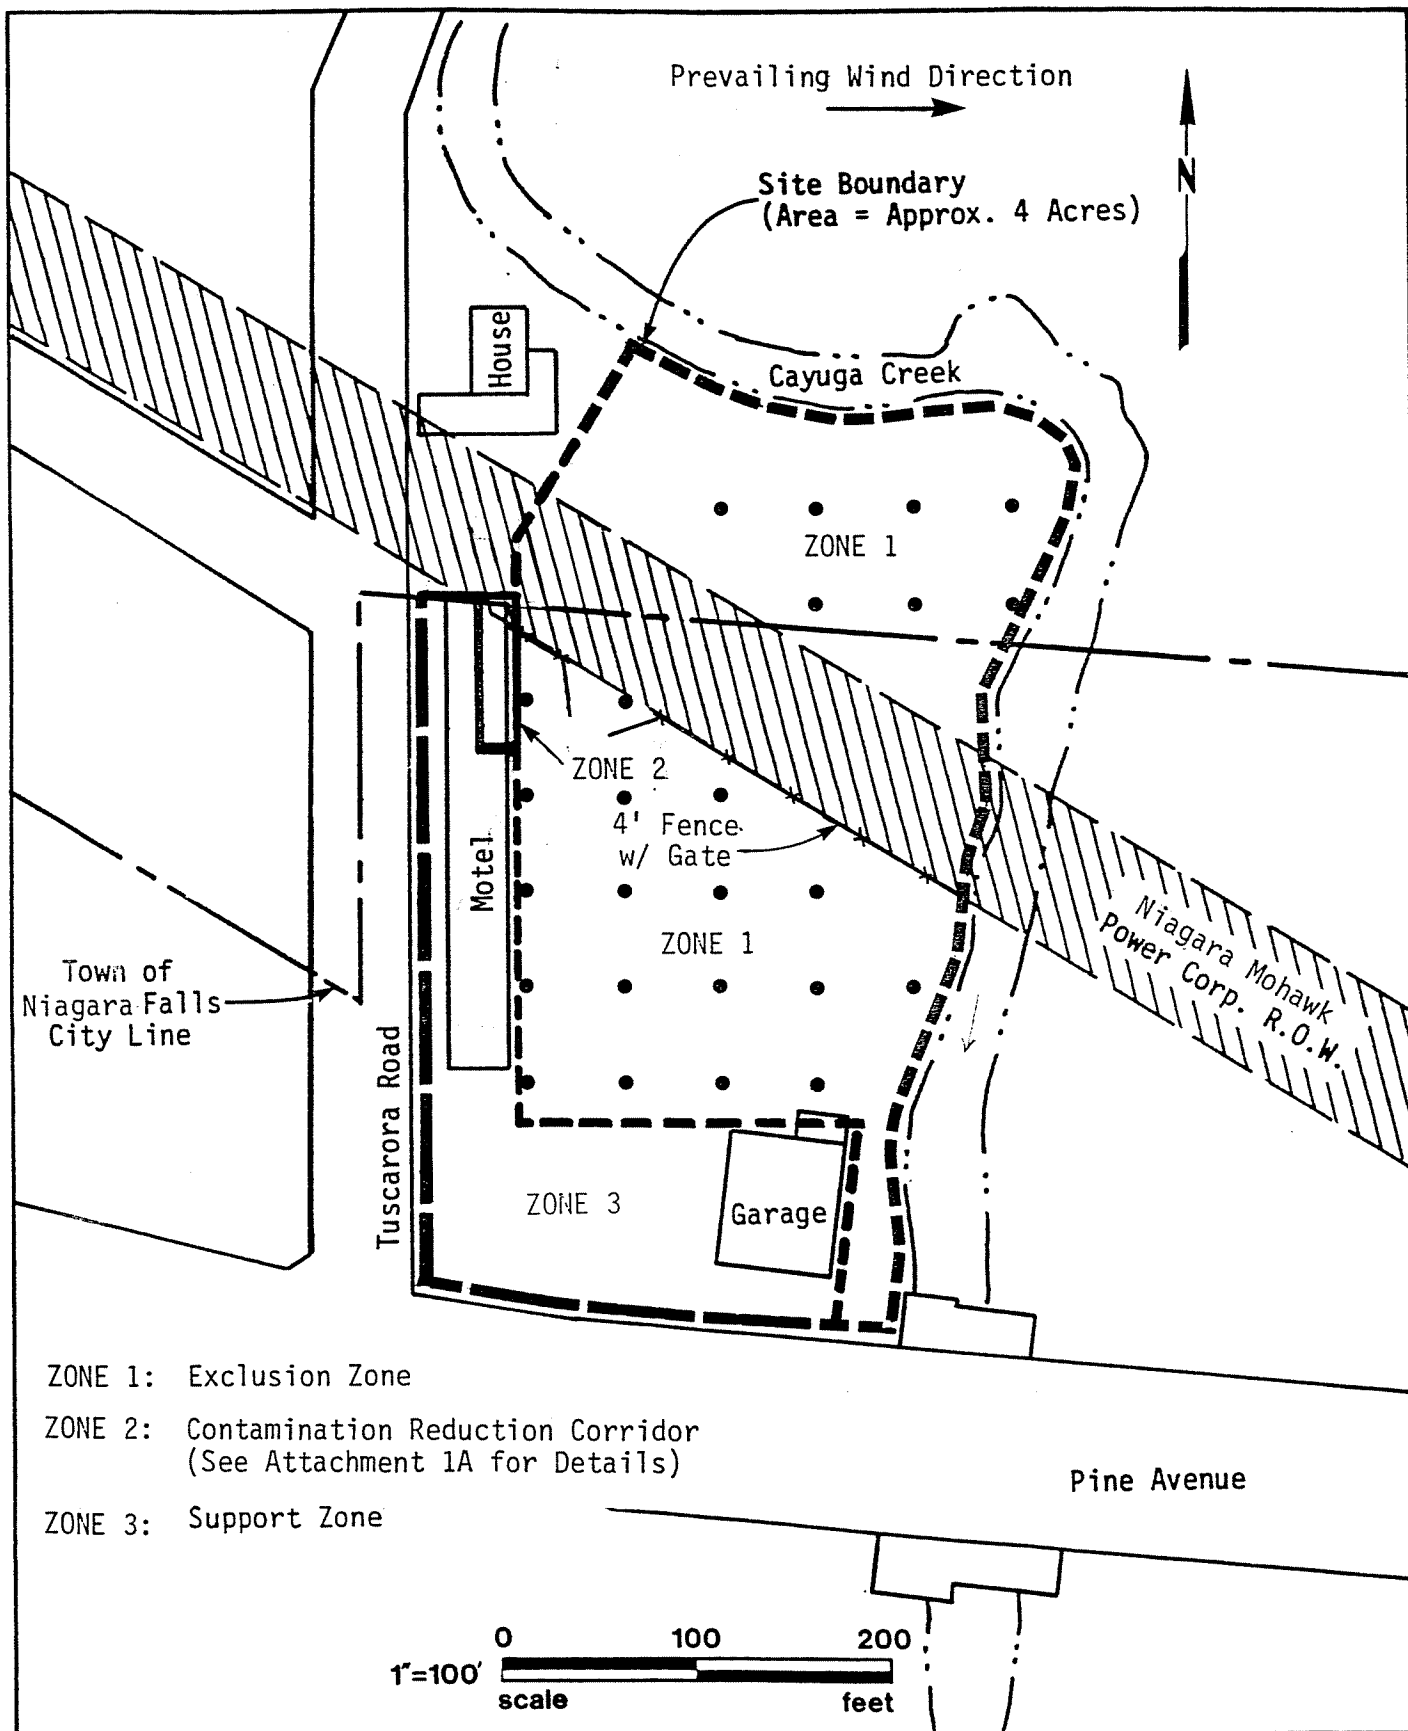 Prevailing Wind Direction
N
Site Boundary
(Area = Approx. 4 Acres)
House
Cayuga Creek
ZONE 1
ZONE 2
4' Fence
w/ Gate
Motel
ZONE 1
Niagara Mohawk
Power Corp. R.O.W.
Town of
Niagara Falls
City Line
Tuscarora Road
ZONE 3
Garage
ZONE 1: Exclusion Zone
ZONE 2: Contamination Reduction Corridor
(See Attachment 1A for Details)
ZONE 3: Support Zone
Pine Avenue
0 100 200
1"=100'
scale feet